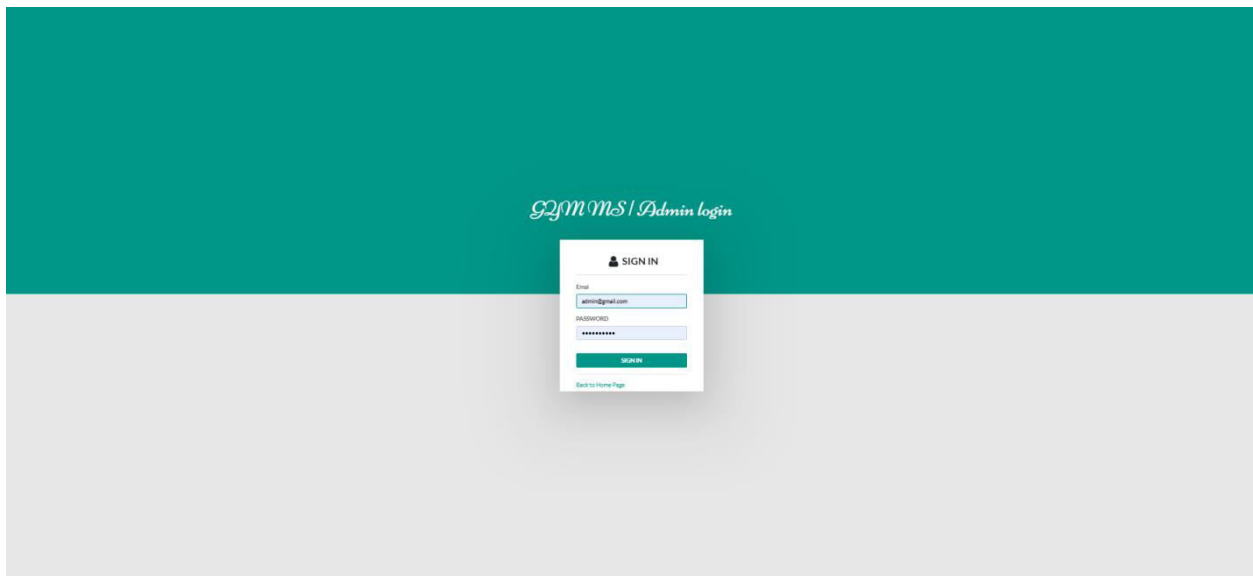 GYM MS | Admin login
SIGN IN
Email
admin@gmail.com
PASSWORD
••••••••••
SIGN IN
Back to Home Page